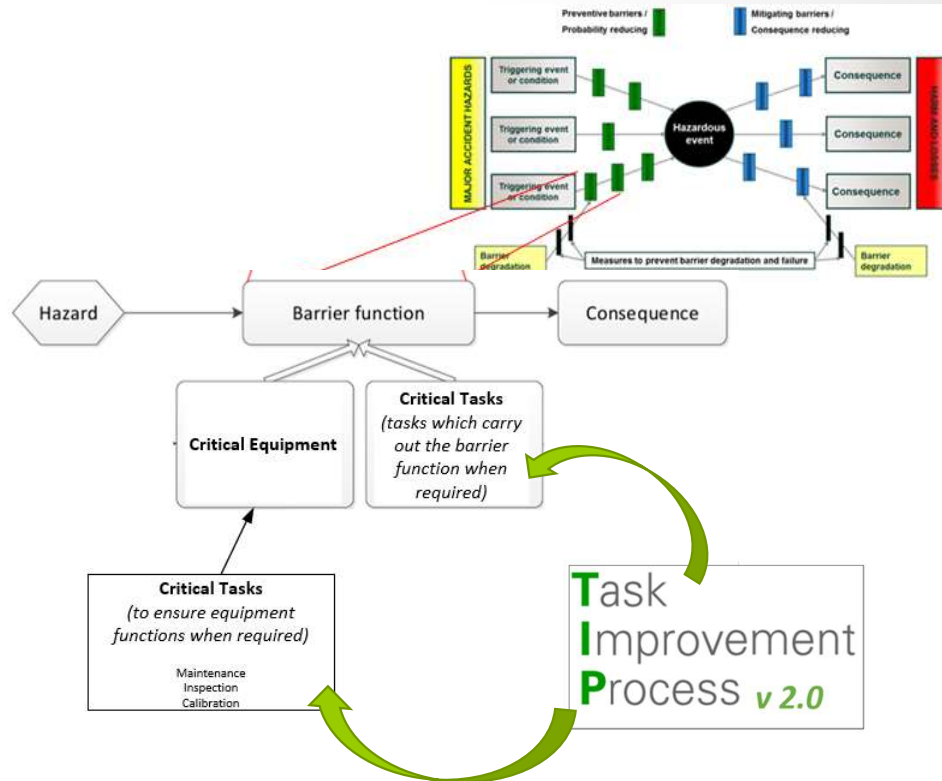 Preventive barriers /
Probability reducing
Mitigating barriers /
Consequence reducing
MAJOR ACCIDENT HAZARDS
Triggering event
or condition
Triggering event
or condition
Triggering event
or condition
Hazardous
event
Consequence
Consequence
Consequence
HARM AND LOSSES
Barrier
degradation
Measures to prevent barrier degradation and failure
Barrier
degradation
Hazard
Barrier function
Consequence
Critical Equipment
Critical Tasks
(tasks which carry
out the barrier
function when
required)
Critical Tasks
(to ensure equipment
functions when required)
Maintenance
Inspection
Calibration
Task
Improvement
Process v 2.0